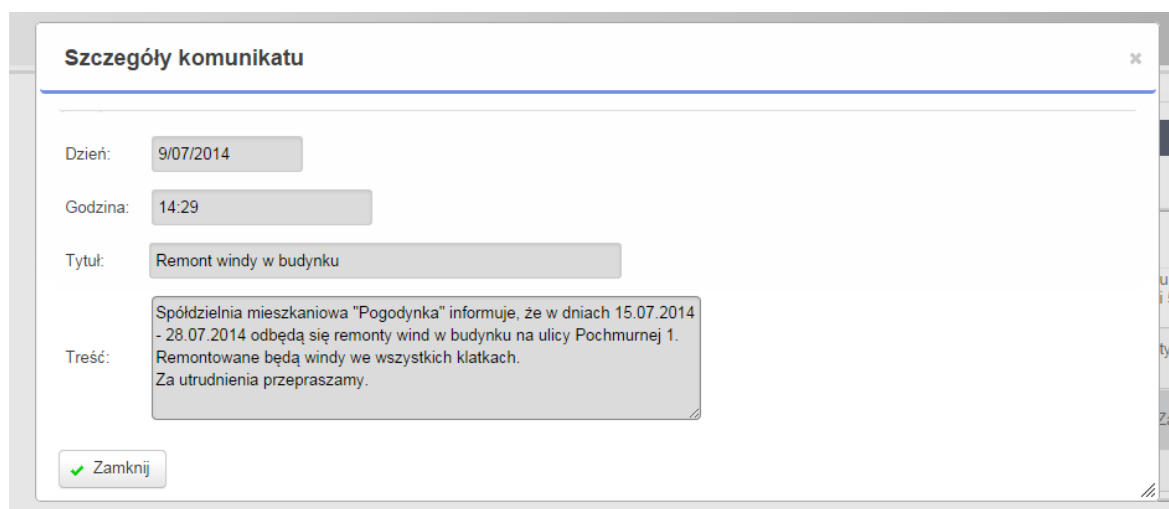 Szczegóły komunikatu
Dzień: 9/07/2014
Godzina: 14:29
Tytuł: Remont windy w budynku
Treść: Spółdzielnia mieszkaniowa "Pogodynka" informuje, że w dniach 15.07.2014
- 28.07.2014 odbędą się remonty wind w budynku na ulicy Pochmurnej 1.
Remontowane będą windy we wszystkich klatkach.
Za utrudnienia przepraszamy.
Zamknij